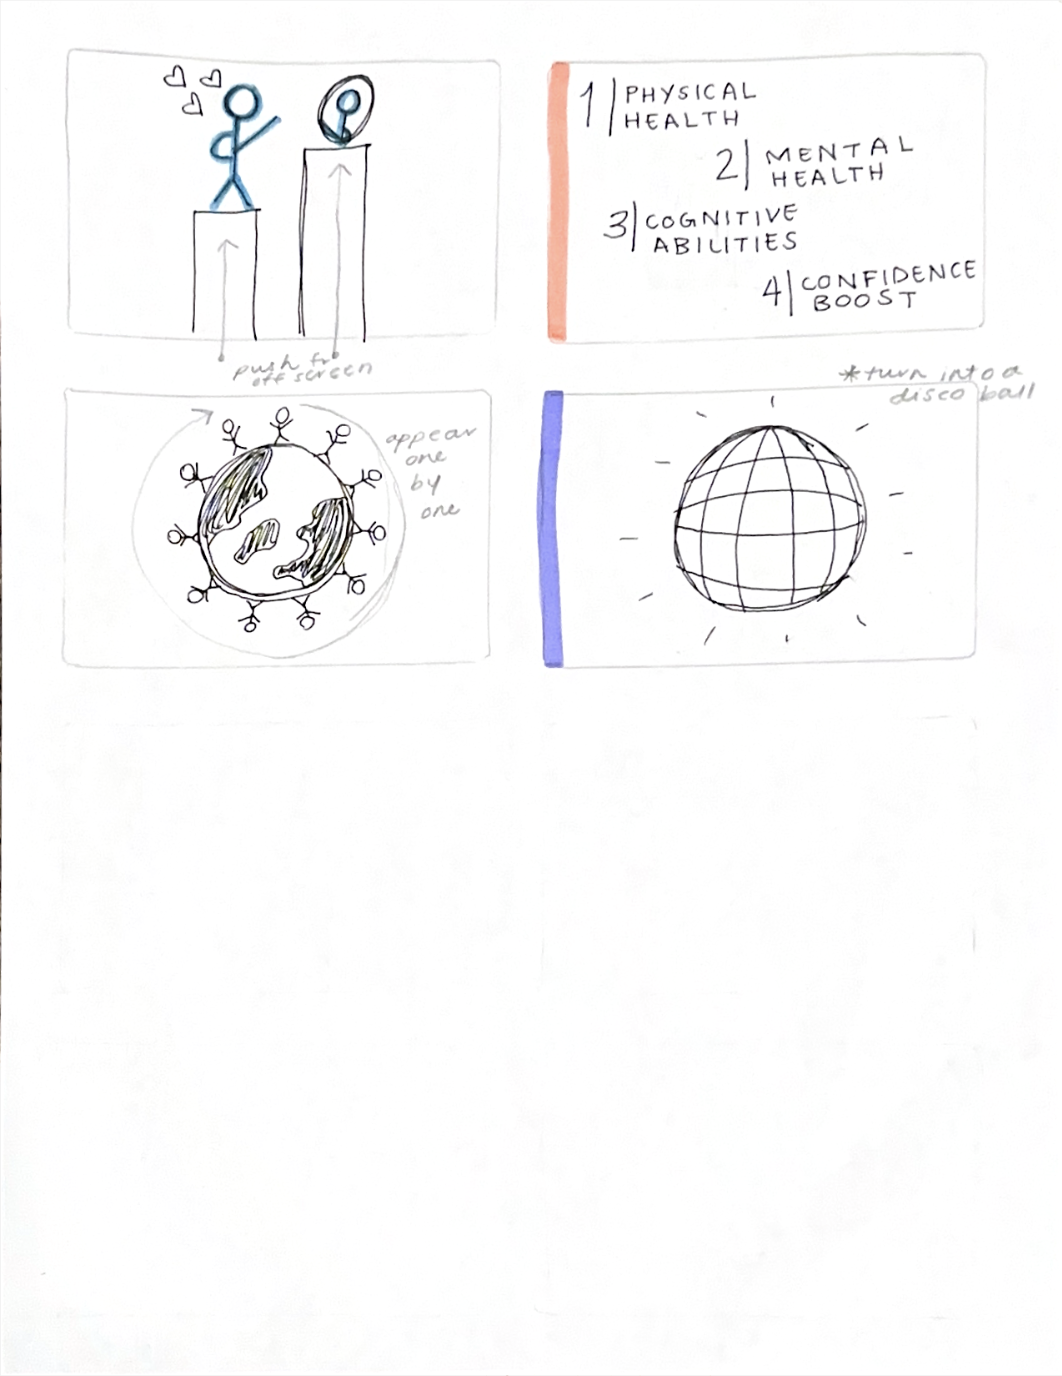 1| PHYSICAL
HEALTH
2| MENTAL
HEALTH
3| COGNITIVE
ABILITIES
4| CONFIDENCE
BOOST
push fr
off screen
*turn into a
disco ball
appear
one
by
one